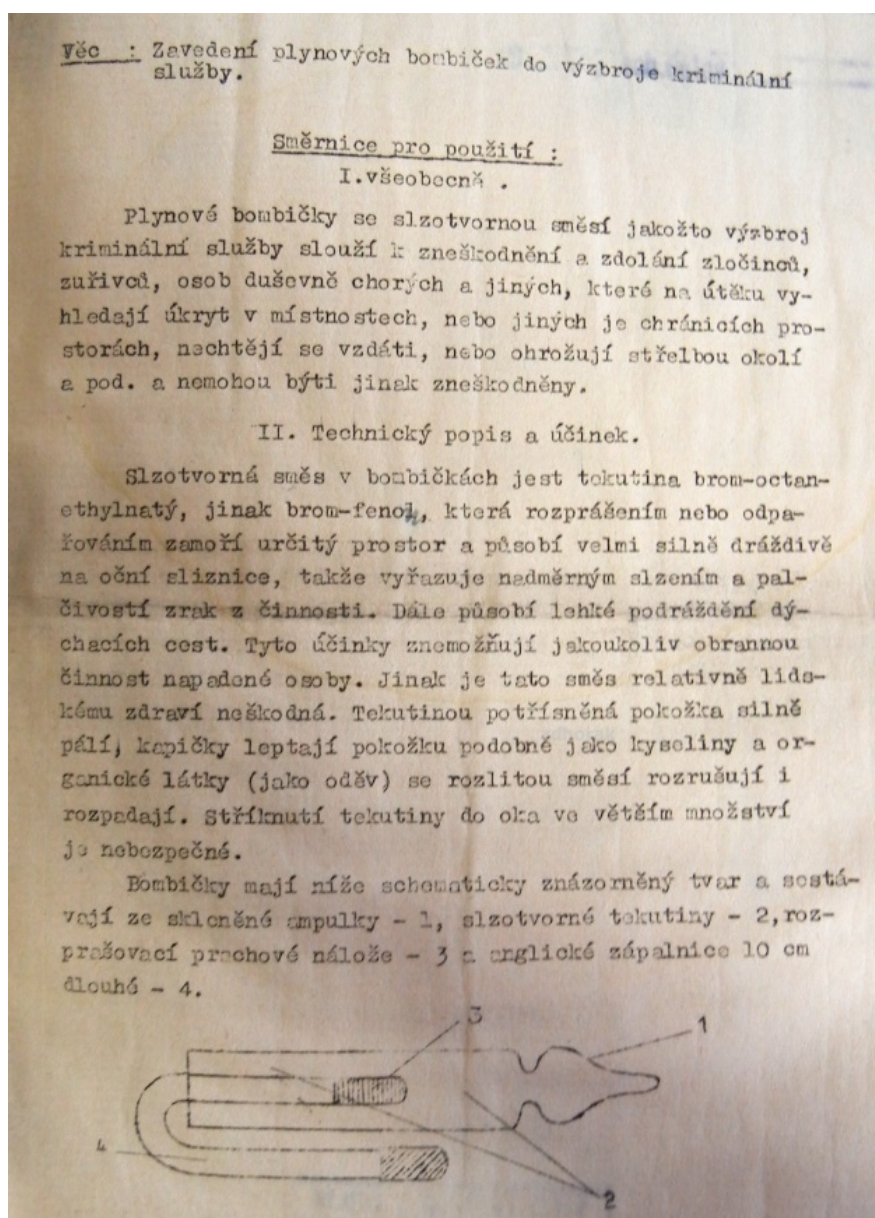 Věc : Zavedení plynových bombiček do výzbroje kriminální
služby.
Směrnice pro použití :
I.všeobecná .
Plynové bombičky se slzotvornou směsí jakožto výzbroj
kriminální služby slouží k zneškodnění a zdolání zločinců,
zuřivců, osob duševně chorých a jiných, které na útěku vy-
hledají úkryt v místnostech, nebo jiných je chránících pro-
storách, nechtějí se vzdáti, nebo ohrožují střelbou okolí
a pod. a nemohou býti jinak zneškodněny.
II. Technický popis a účinek.
Slzotvorná směs v bombičkách jest tekutina brom-octan-
ethylnatý, jinak brom-fenol, která rozprášením nebo odpa-
řováním zamoří určitý prostor a působí velmi silně dráždivě
na oční sliznice, takže vyřazuje nadměrným slzením a pal-
čivostí zrak z činnosti. Dále působí lehké podráždění dý-
chacích cest. Tyto účinky znemožňují jakoukoliv obrannou
činnost napadené osoby. Jinak je tato směs relativně lids-
kému zdraví neškodná. Tekutinou potřísněná pokožka silně
pálí, kapičky leptají pokožku podobně jako kyseliny a or-
ganické látky (jako oděv) se rozlitou směsí rozrušují i
rozpadají. Stříknutí tekutiny do oka ve větším množství
je nebezpečné.
Bombičky mají níže schematicky znázorněný tvar a sestá-
vají ze skleněné ampulky - 1, slzotvorné tekutiny - 2,roz-
prašovací prachové nálože - 3 a anglické zápalnice 10 cm
dlouhé - 4.
3
1
4
2